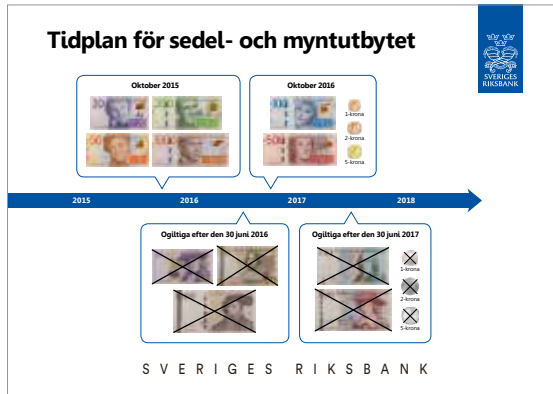 Tidplan för sedel- och myntutbytet
SVERIGES
RIKSBANK
Oktober 2015
Oktober 2016
1-krona
2-krona
5-krona
2015
2016
2017
2018
Ogiltiga efter den 30 juni 2016
Ogiltiga efter den 30 juni 2017
1-krona
2-krona
5-krona
SVERIGES RIKSBANK